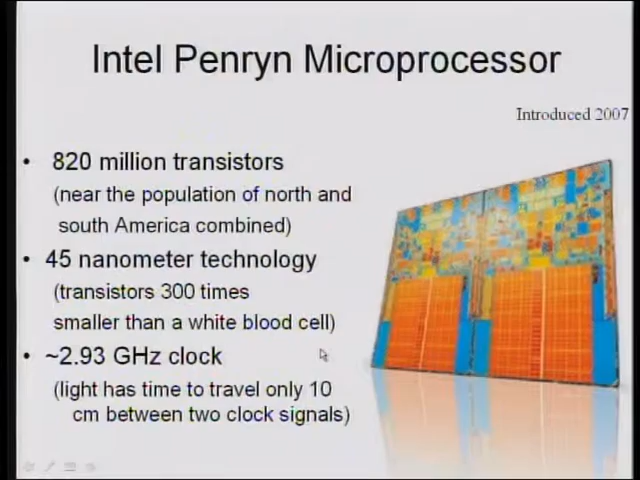 Intel Penryn Microprocessor
Introduced 2007
• 820 million transistors
(near the population of north and
south America combined)
• 45 nanometer technology
(transistors 300 times
smaller than a white blood cell)
• ~2.93 GHz clock
(light has time to travel only 10
cm between two clock signals)